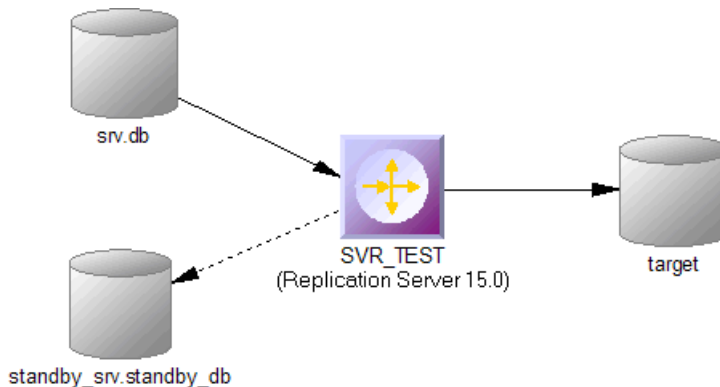 srv.db
SVR_TEST
(Replication Server 15.0)
target
standby_srv.standby_db